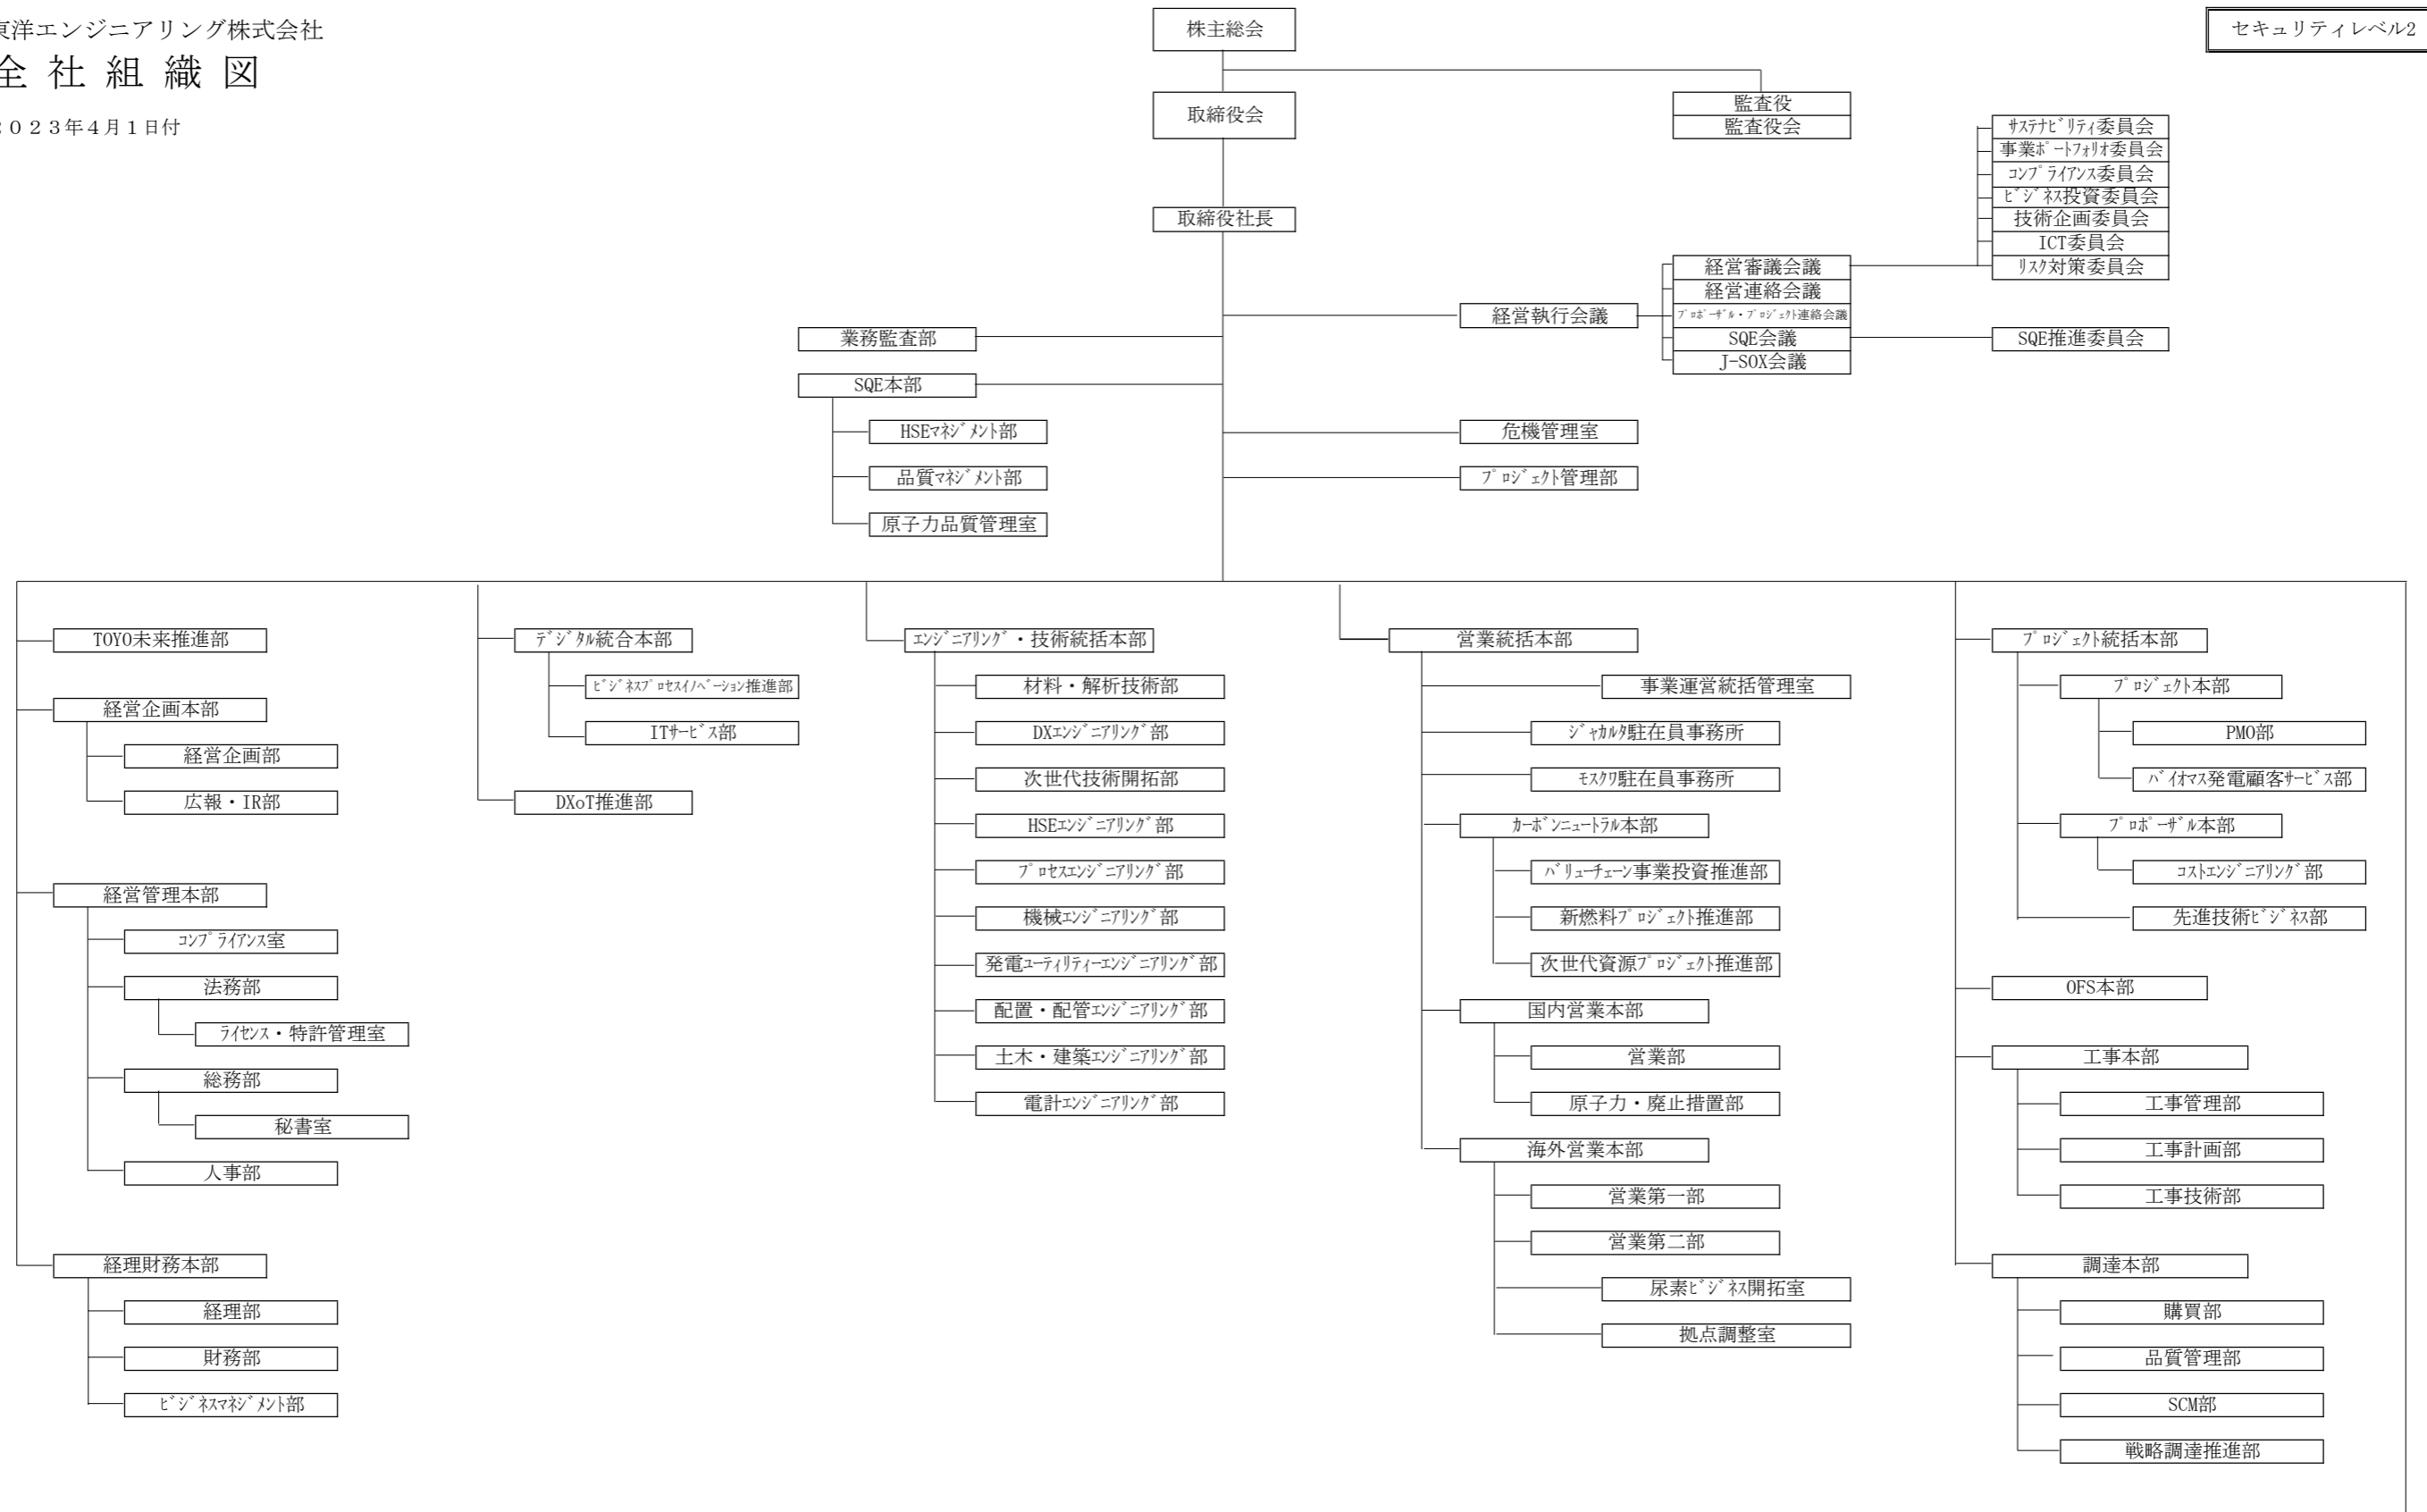 東洋エンジニアリング株式会社
全社組織図
２０２３年４月１日付
セキュリティレベル2
株主総会
取締役会
監査役
監査役会
取締役社長
ｻｽﾃﾅﾋﾞﾘﾃｨ委員会
事業ﾎﾟｰﾄﾌｫﾘｵ委員会
ｺﾝﾌﾟﾗｲｱﾝｽ委員会
ﾋﾞｼﾞﾈｽ投資委員会
技術企画委員会
ICT委員会
ﾘｽｸ対策委員会
経営執行会議
経営審議会議
経営連絡会議
ﾌﾟﾛﾎﾟｰｻﾞﾙ・ﾌﾟﾛｼﾞｪｸﾄ連絡会議
SQE会議
J-SOX会議
SQE推進委員会
業務監査部
SQE本部
HSEﾏﾈｼﾞﾒﾝﾄ部
品質ﾏﾈｼﾞﾒﾝﾄ部
原子力品質管理室
危機管理室
ﾌﾟﾛｼﾞｪｸﾄ管理部
TOYO未来推進部
経営企画本部
経営企画部
広報・IR部
経営管理本部
ｺﾝﾌﾟﾗｲｱﾝｽ室
法務部
ﾗｲｾﾝｽ・特許管理室
総務部
秘書室
人事部
経理財務本部
経理部
財務部
ﾋﾞｼﾞﾈｽﾏﾈｼﾞﾒﾝﾄ部
ﾃﾞｼﾞﾀﾙ統合本部
ﾋﾞｼﾞﾈｽﾌﾟﾛｾｽｲﾉﾍﾞｰｼｮﾝ推進部
ITｻｰﾋﾞｽ部
DXoT推進部
ｴﾝｼﾞﾆｱﾘﾝｸﾞ・技術統括本部
材料・解析技術部
DXｴﾝｼﾞﾆｱﾘﾝｸﾞ部
次世代技術開拓部
HSEｴﾝｼﾞﾆｱﾘﾝｸﾞ部
ﾌﾟﾛｾｽｴﾝｼﾞﾆｱﾘﾝｸﾞ部
機械ｴﾝｼﾞﾆｱﾘﾝｸﾞ部
発電ﾕｰﾃｨﾘﾃｨｰｴﾝｼﾞﾆｱﾘﾝｸﾞ部
配置・配管ｴﾝｼﾞﾆｱﾘﾝｸﾞ部
土木・建築ｴﾝｼﾞﾆｱﾘﾝｸﾞ部
電計ｴﾝｼﾞﾆｱﾘﾝｸﾞ部
営業統括本部
事業運営統括管理室
ｼﾞｬｶﾙﾀ駐在員事務所
ﾓｽｸﾜ駐在員事務所
ｶｰﾎﾞﾝﾆｭｰﾄﾗﾙ本部
ﾊﾞﾘｭｰﾁｪｰﾝ事業投資推進部
新燃料ﾌﾟﾛｼﾞｪｸﾄ推進部
次世代資源ﾌﾟﾛｼﾞｪｸﾄ推進部
国内営業本部
営業部
原子力・廃止措置部
海外営業本部
営業第一部
営業第二部
尿素ﾋﾞｼﾞﾈｽ開拓室
拠点調整室
ﾌﾟﾛｼﾞｪｸﾄ統括本部
ﾌﾟﾛｼﾞｪｸﾄ本部
PMO部
ﾊﾞｲｵﾏｽ発電顧客ｻｰﾋﾞｽ部
ﾌﾟﾛﾎﾟｰｻﾞﾙ本部
ｺｽﾄｴﾝｼﾞﾆｱﾘﾝｸﾞ部
先進技術ﾋﾞｼﾞﾈｽ部
OFS本部
工事本部
工事管理部
工事計画部
工事技術部
調達本部
購買部
品質管理部
SCM部
戦略調達推進部